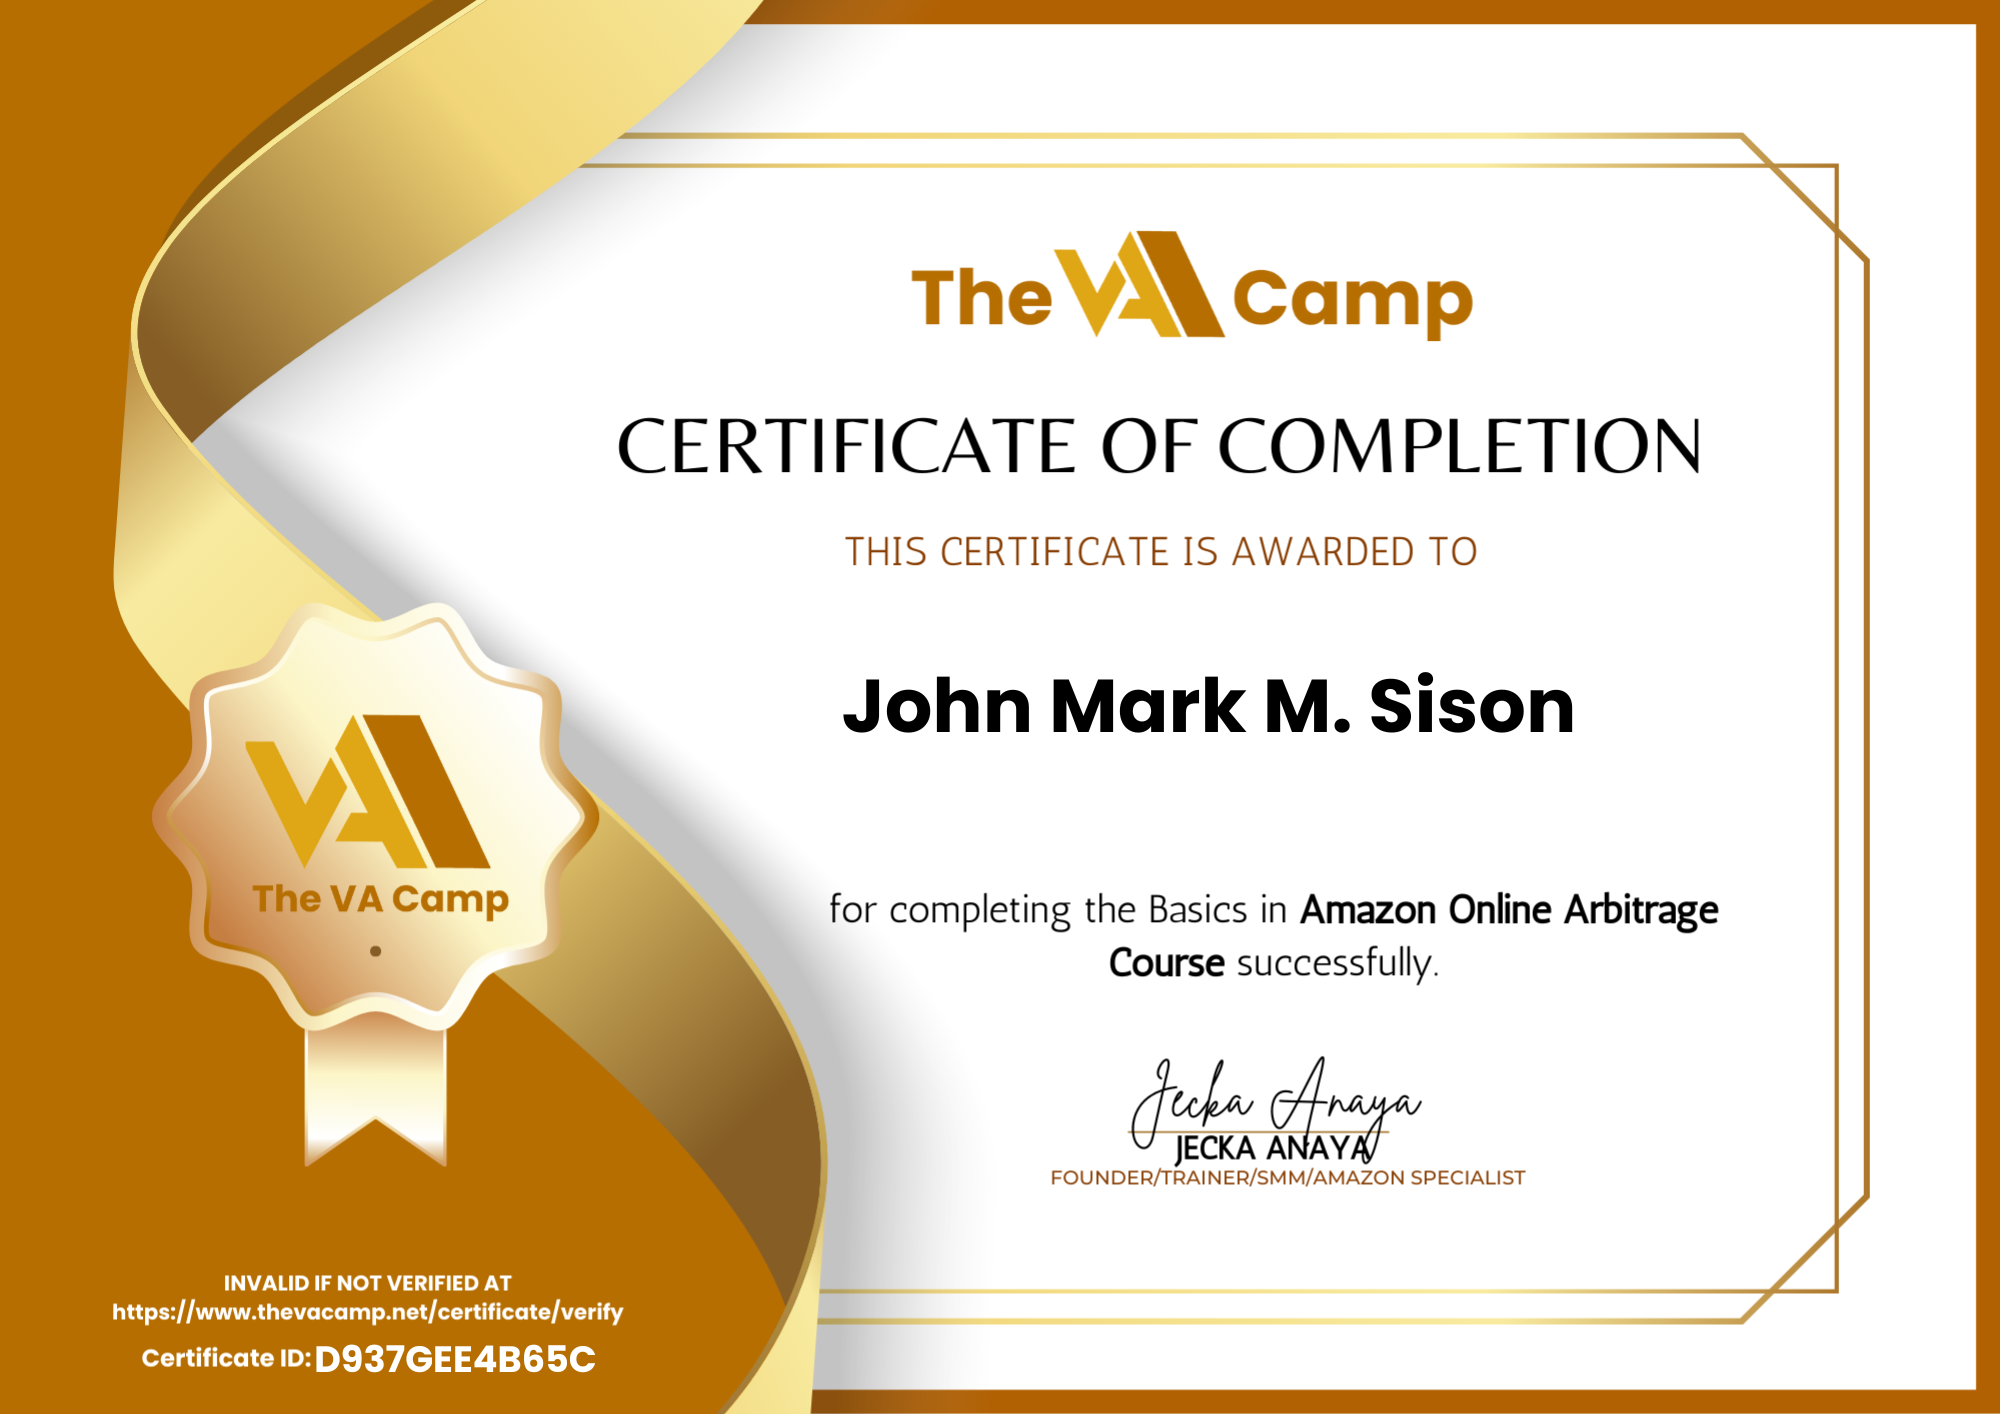 The VA Camp
CERTIFICATE OF COMPLETION
THIS CERTIFICATE IS AWARDED TO
John Mark M. Sison
for completing the Basics in Amazon Online Arbitrage
Course successfully.
Jecka Anaya
JECKA ANAYA
FOUNDER/TRAINER/SMM/AMAZON SPECIALIST
VA
The VA Camp
INVALID IF NOT VERIFIED AT
https://www.thevacamp.net/certificate/verify
Certificate ID: D937GEE4B65C